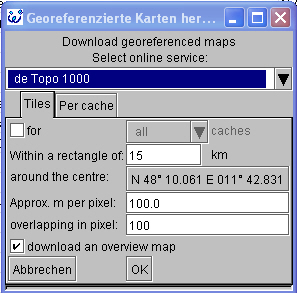 Georeferenzierte Karten her...
Download georeferenced maps
Select online service:
de Topo 1000
Tiles Per cache
for all caches
Within a rectangle of: 15 km
around the centre: N 48° 10.061 E 011° 42.831
Approx. m per pixel: 100.0
overlapping in pixel: 100
download an overview map
Abbrechen OK